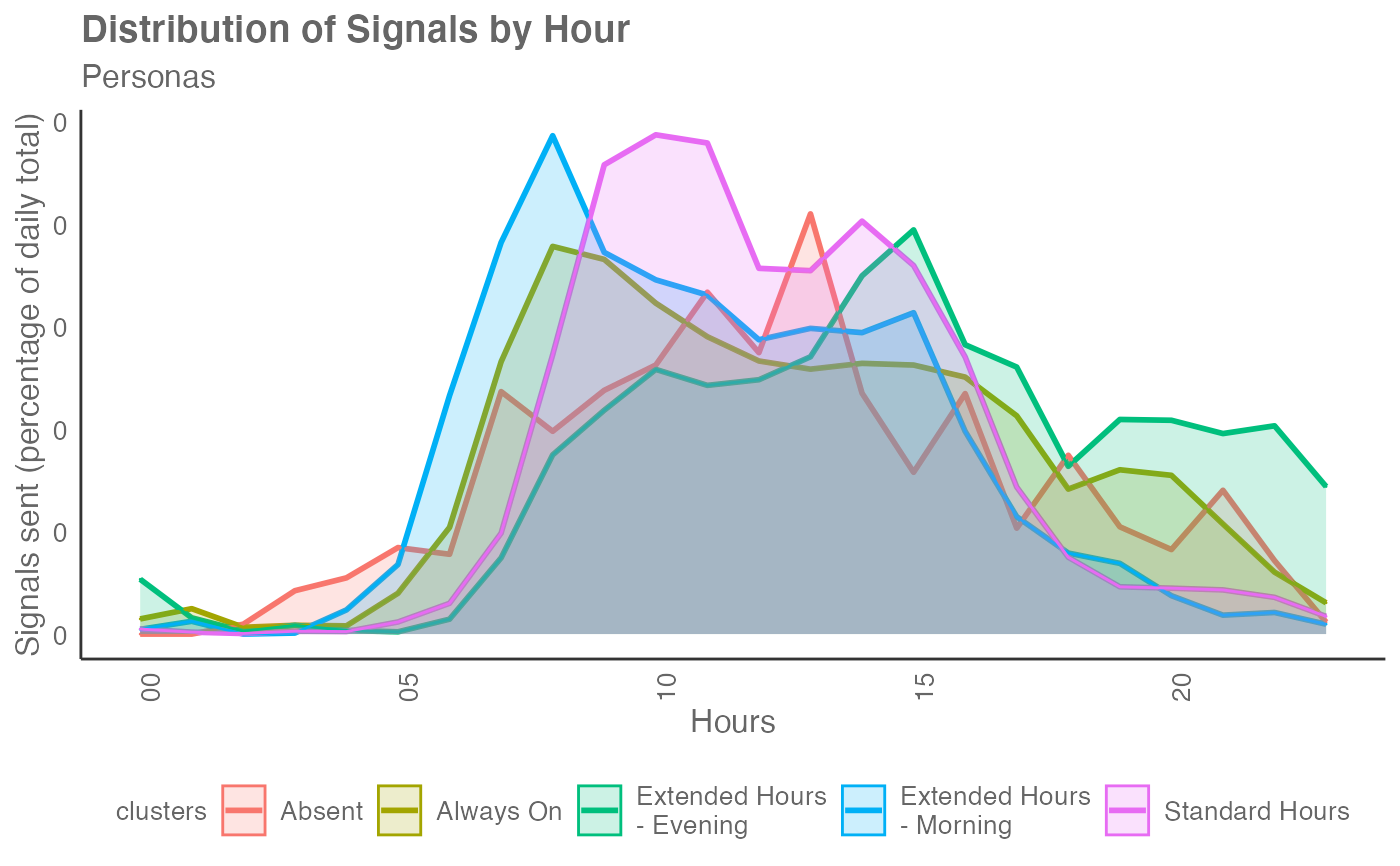 Distribution of Signals by Hour
Personas
Signals sent (percentage of daily total)
0
0
0
0
0
0
00
05
10
15
20
Hours
clusters
Absent
Always On
Extended Hours
- Evening
Extended Hours
- Morning
Standard Hours